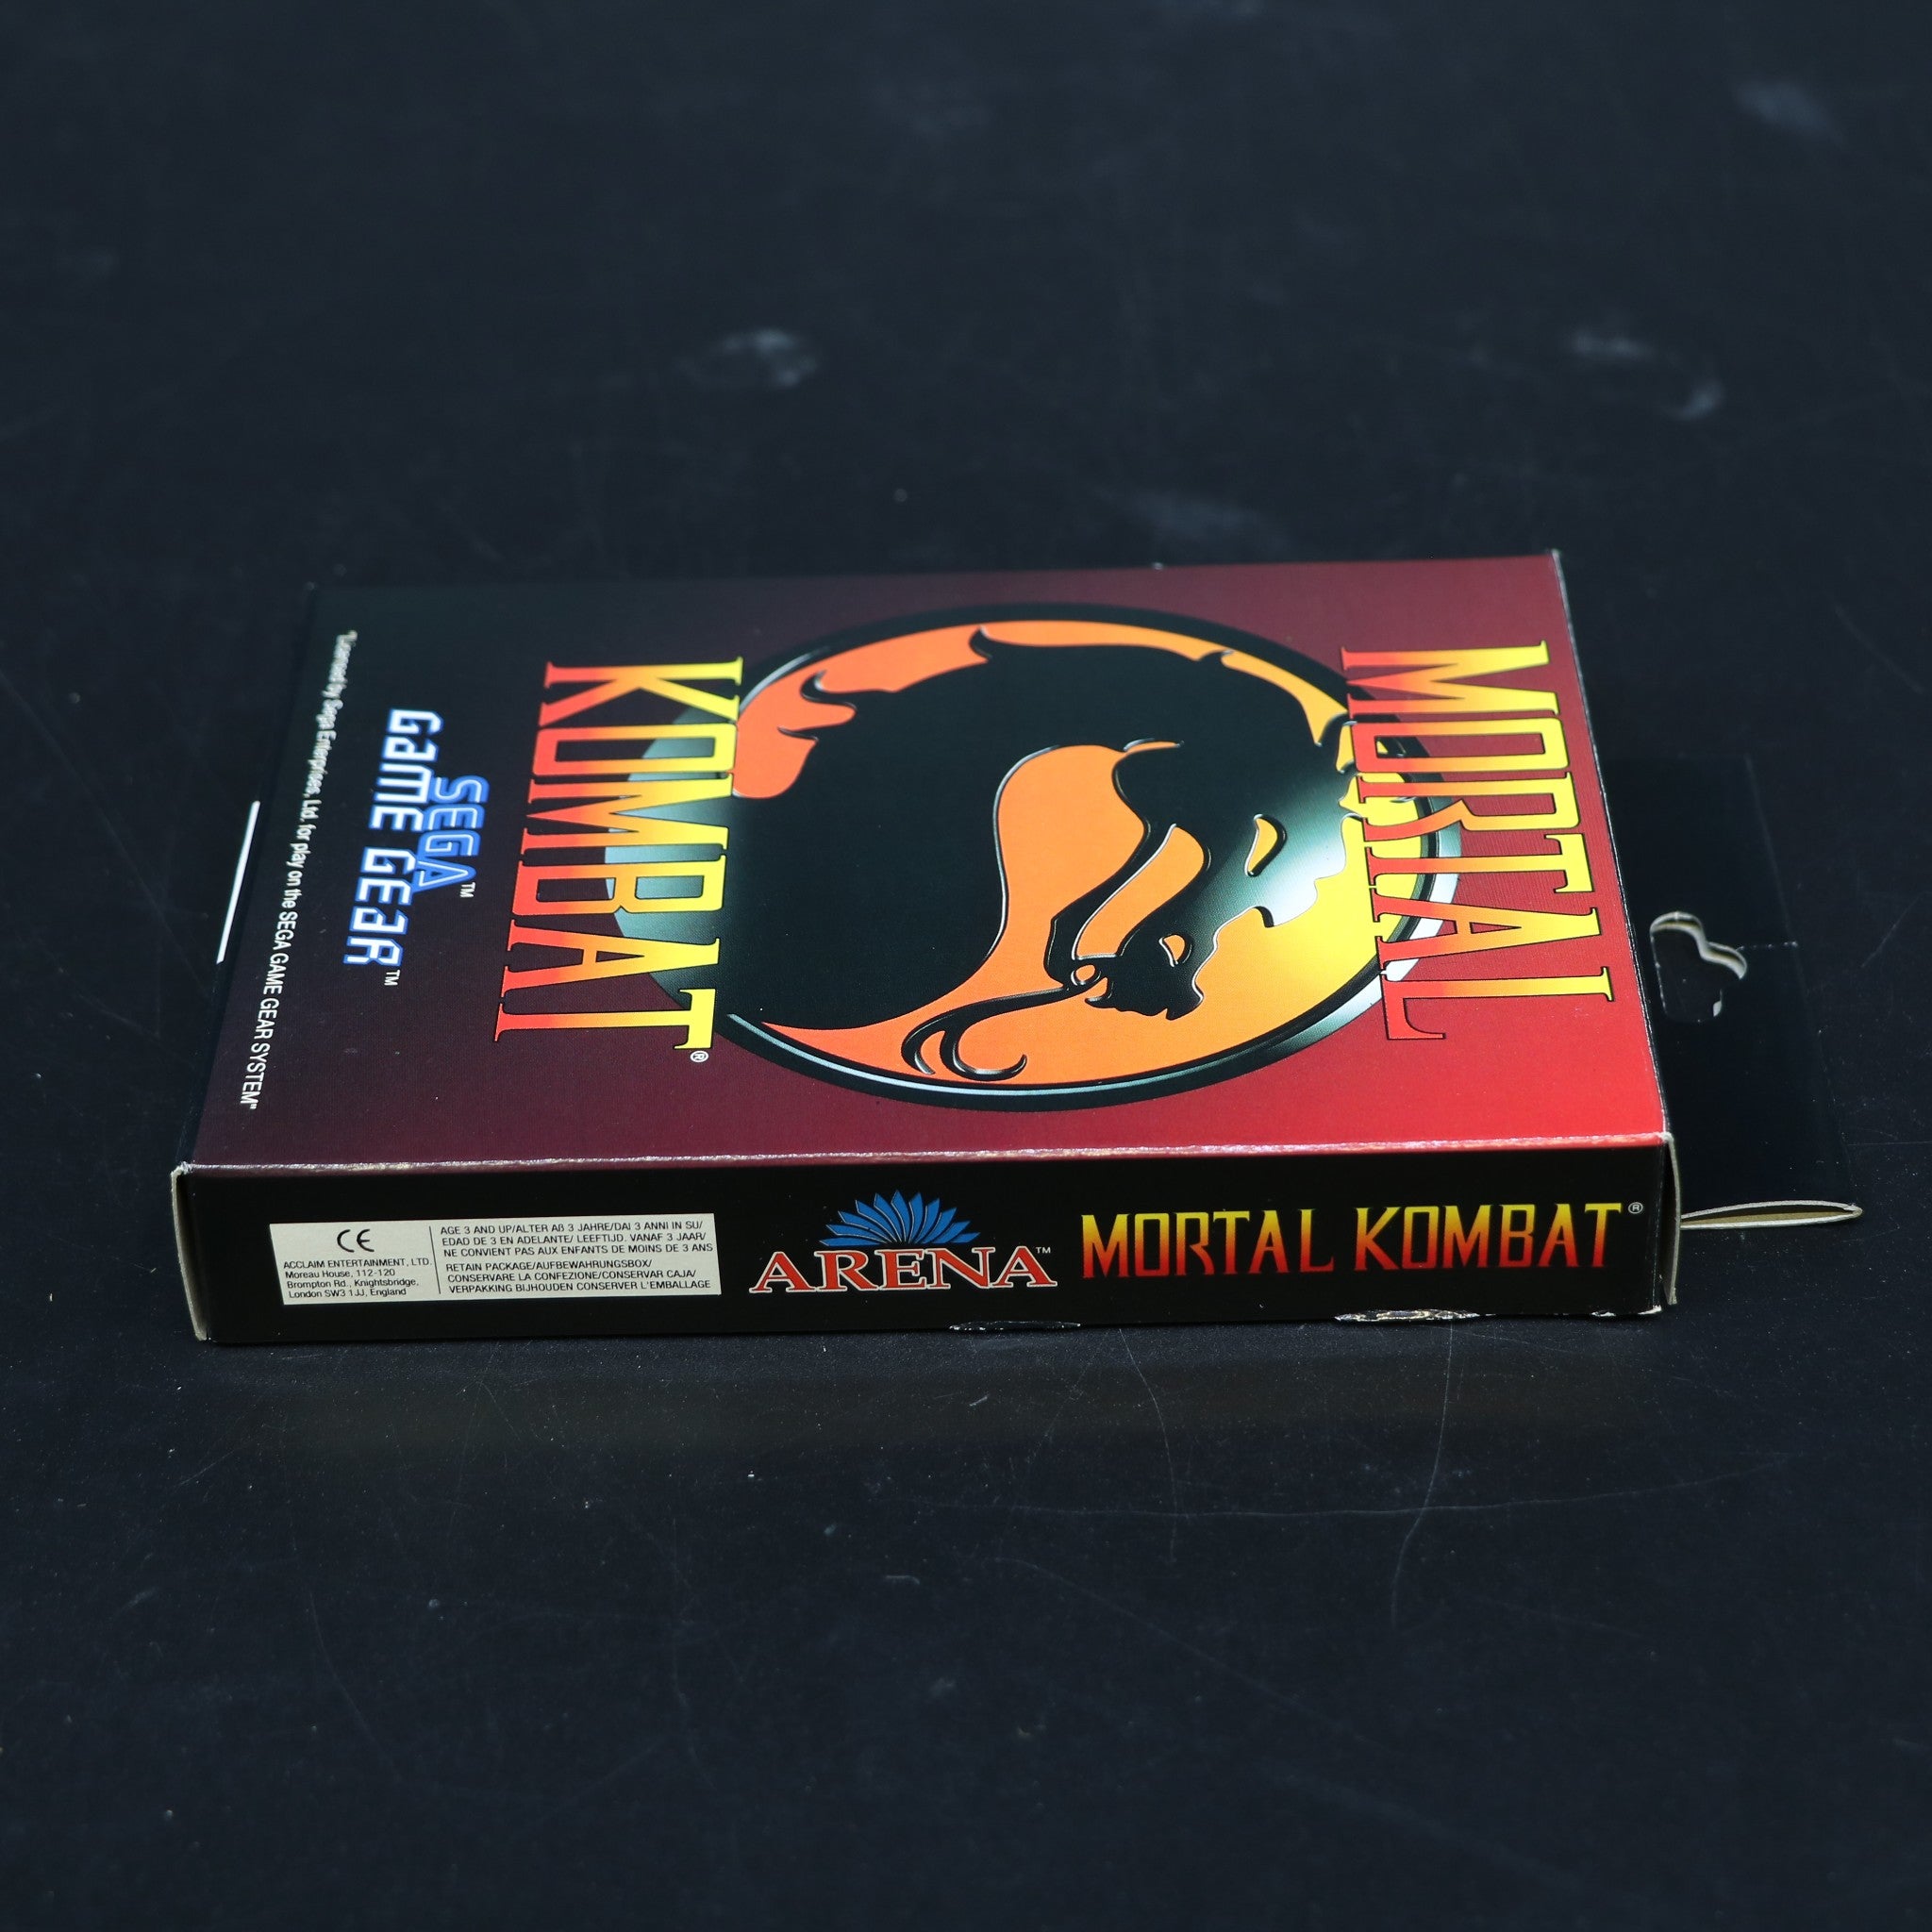 MORTAL
KOMBAT®
SEGA™
GAME GEAR™
"Licensed by Sega Enterprises, Ltd. for play on the SEGA GAME GEAR SYSTEM"
CE
ACCLAIM ENTERTAINMENT, LTD.
Moreau House, 112-120
Brompton Rd., Knightsbridge,
London SW3 1JJ, England
AGE 3 AND UP/ALTER AB 3 JAHRE/DAI 3 ANNI IN SU/
EDAD DE 3 EN ADELANTE/ LEEFTIJD. VANAF 3 JAAR/
NE CONVIENT PAS AUX ENFANTS DE MOINS DE 3 ANS
RETAIN PACKAGE/AUFBEWAHRUNGSBOX/
CONSERVARE LA CONFEZIONE/CONSERVAR CAJA/
VERPAKKING BIJHOUDEN CONSERVER L'EMBALLAGE
ARENA™
MORTAL KOMBAT®